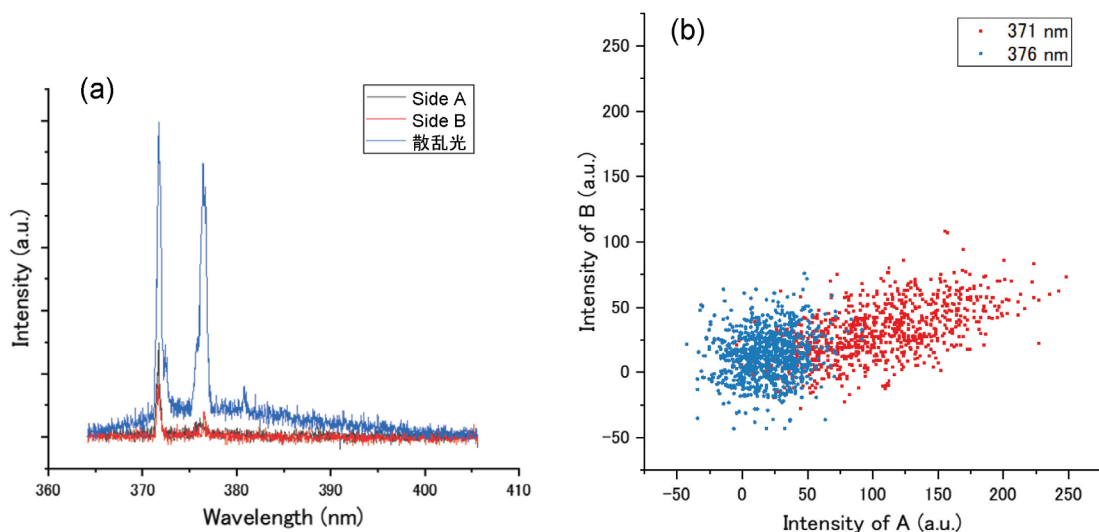 (a)
Side A
Side B
散乱光
Intensity (a.u.)
360 370 380 390 400 410
Wavelength (nm)
(b)
371 nm
376 nm
250
200
150
100
50
0
−50
Intensity of B (a.u.)
−50 0 50 100 150 200 250
Intensity of A (a.u.)